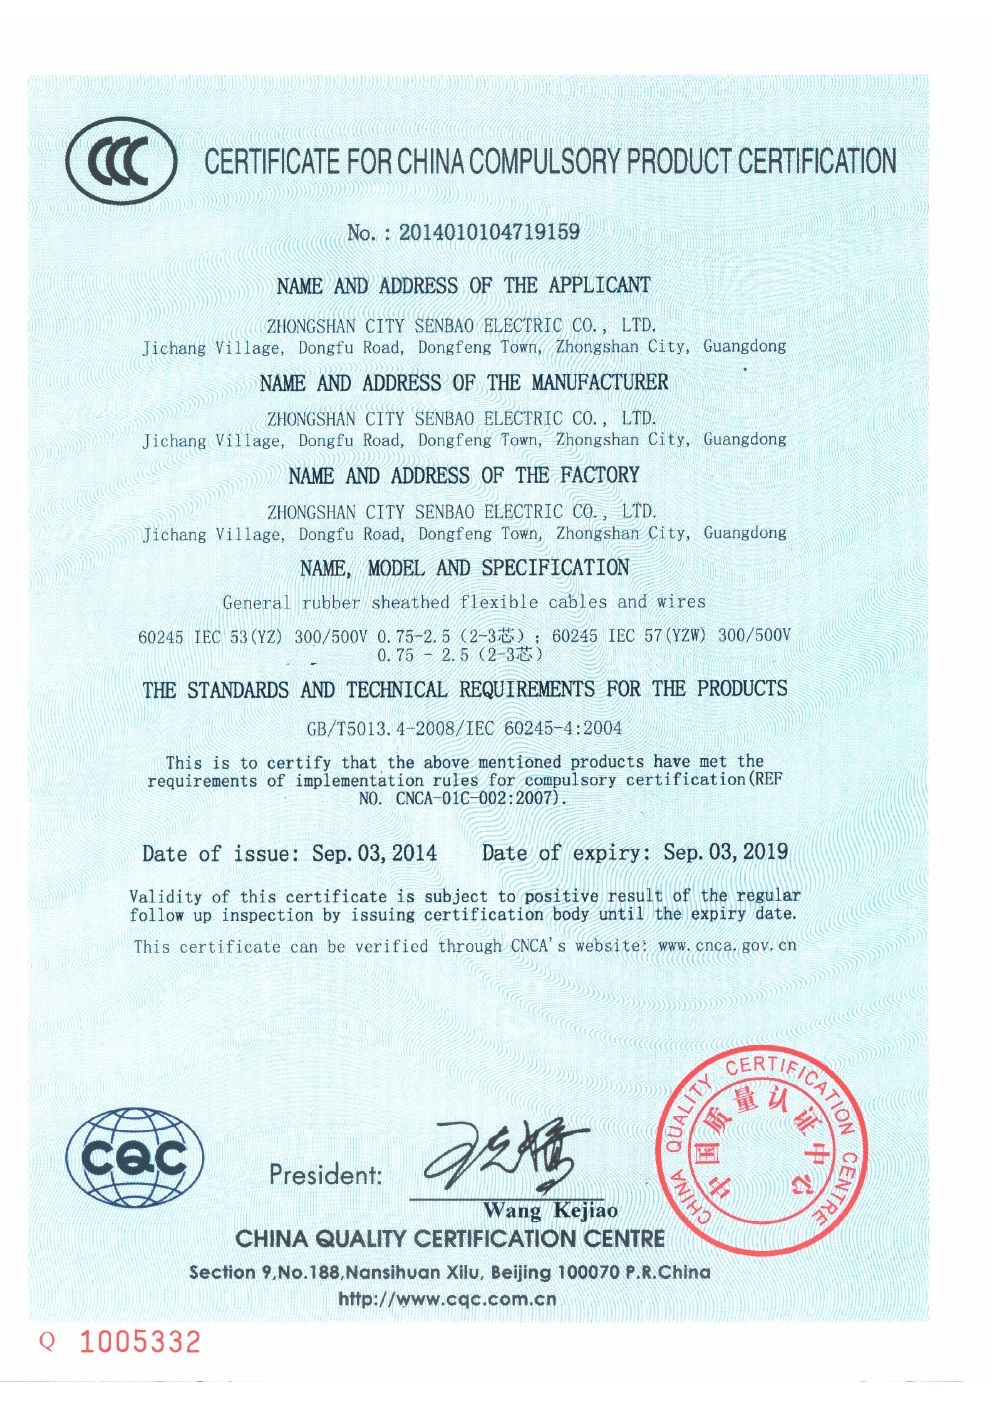 CCC
CERTIFICATE FOR CHINA COMPULSORY PRODUCT CERTIFICATION
No. : 2014010104719159
NAME AND ADDRESS OF THE APPLICANT
ZHONGSHAN CITY SENBAO ELECTRIC CO., LTD.
Jichang Village, Dongfu Road, Dongfeng Town, Zhongshan City, Guangdong
NAME AND ADDRESS OF THE MANUFACTURER
ZHONGSHAN CITY SENBAO ELECTRIC CO., LTD.
Jichang Village, Dongfu Road, Dongfeng Town, Zhongshan City, Guangdong
NAME AND ADDRESS OF THE FACTORY
ZHONGSHAN CITY SENBAO ELECTRIC CO., LTD.
Jichang Village, Dongfu Road, Dongfeng Town, Zhongshan City, Guangdong
NAME, MODEL AND SPECIFICATION
General rubber sheathed flexible cables and wires
60245 IEC 53(YZ) 300/500V 0.75-2.5（2-3芯）; 60245 IEC 57(YZW) 300/500V
0.75 - 2.5（2-3芯）
THE STANDARDS AND TECHNICAL REQUIREMENTS FOR THE PRODUCTS
GB/T5013.4-2008/IEC 60245-4:2004
This is to certify that the above mentioned products have met the
requirements of implementation rules for compulsory certification(REF
NO. CNCA-01C-002:2007).
Date of issue: Sep.03,2014 Date of expiry: Sep.03,2019
Validity of this certificate is subject to positive result of the regular
follow up inspection by issuing certification body until the expiry date.
This certificate can be verified through CNCA's website: www.cnca.gov.cn
CHINA QUALITY CERTIFICATION CENTRE
中国质量认证中心
CQC
President:
Wang Kejiao
CHINA QUALITY CERTIFICATION CENTRE
Section 9,No.188,Nansihuan Xilu, Beijing 100070 P.R.China
http://www.cqc.com.cn
Q 1005332